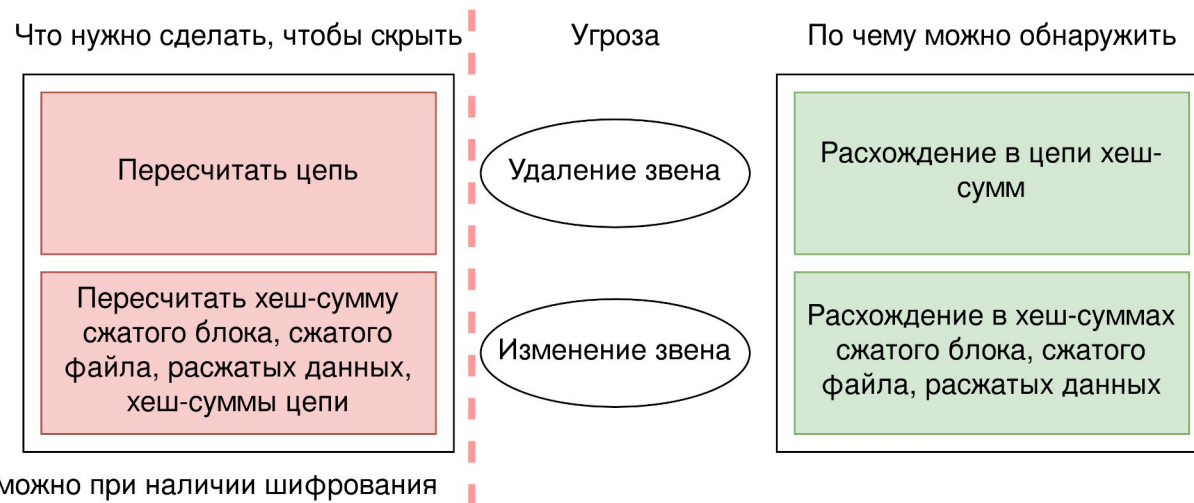 Что нужно сделать, чтобы скрыть
Угроза
По чему можно обнаружить
Пересчитать цепь
Удаление звена
Расхождение в цепи хеш-
сумм
Пересчитать хеш-сумму
сжатого блока, сжатого
файла, расжатых данных,
хеш-суммы цепи
Изменение звена
Расхождение в хеш-суммах
сжатого блока, сжатого
файла, расжатых данных
можно при наличии шифрования